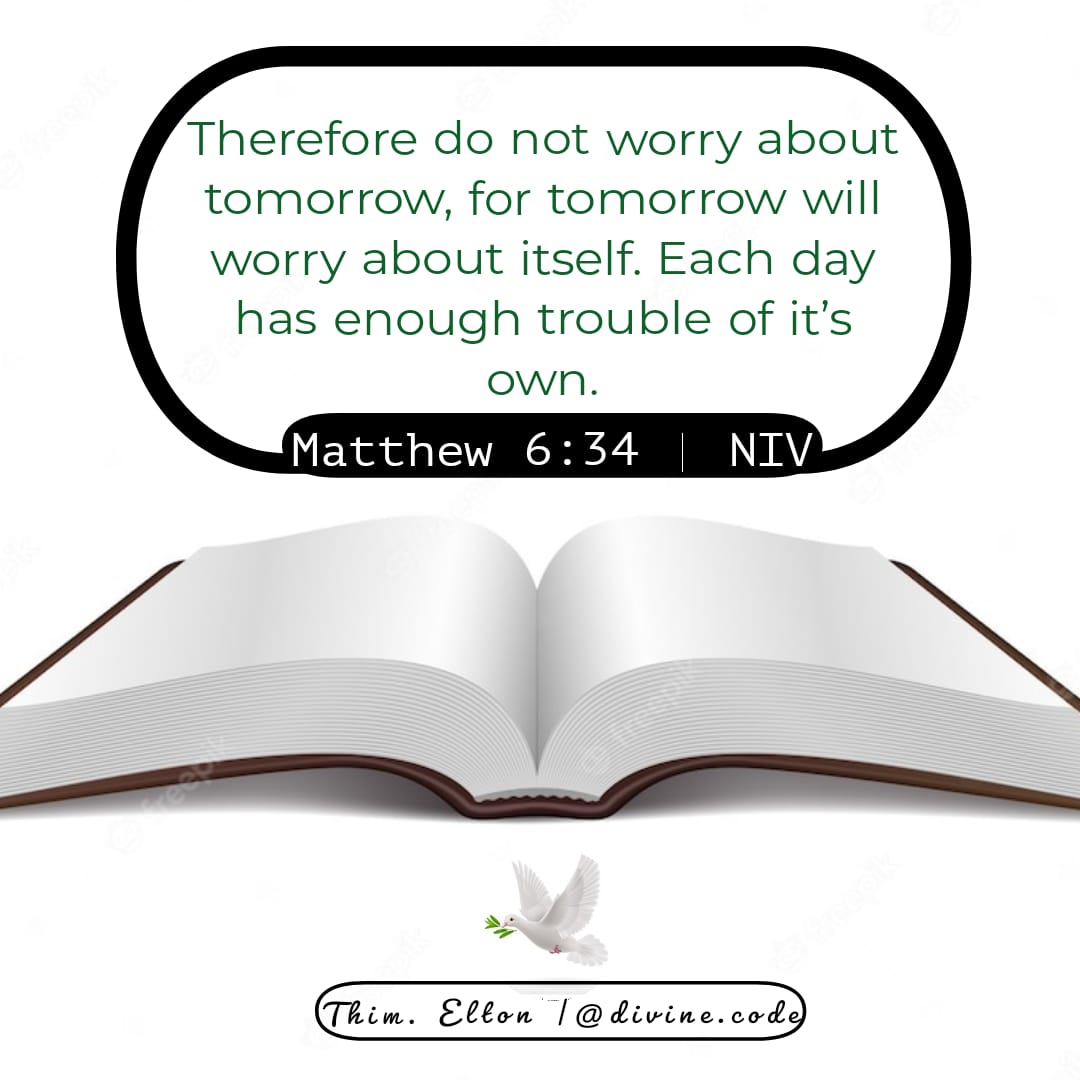 Therefore do not worry about
tomorrow, for tomorrow will
worry about itself. Each day
has enough trouble of it’s
own.
Matthew 6:34 | NIV
freepik
Thim. Elton |@divine.code